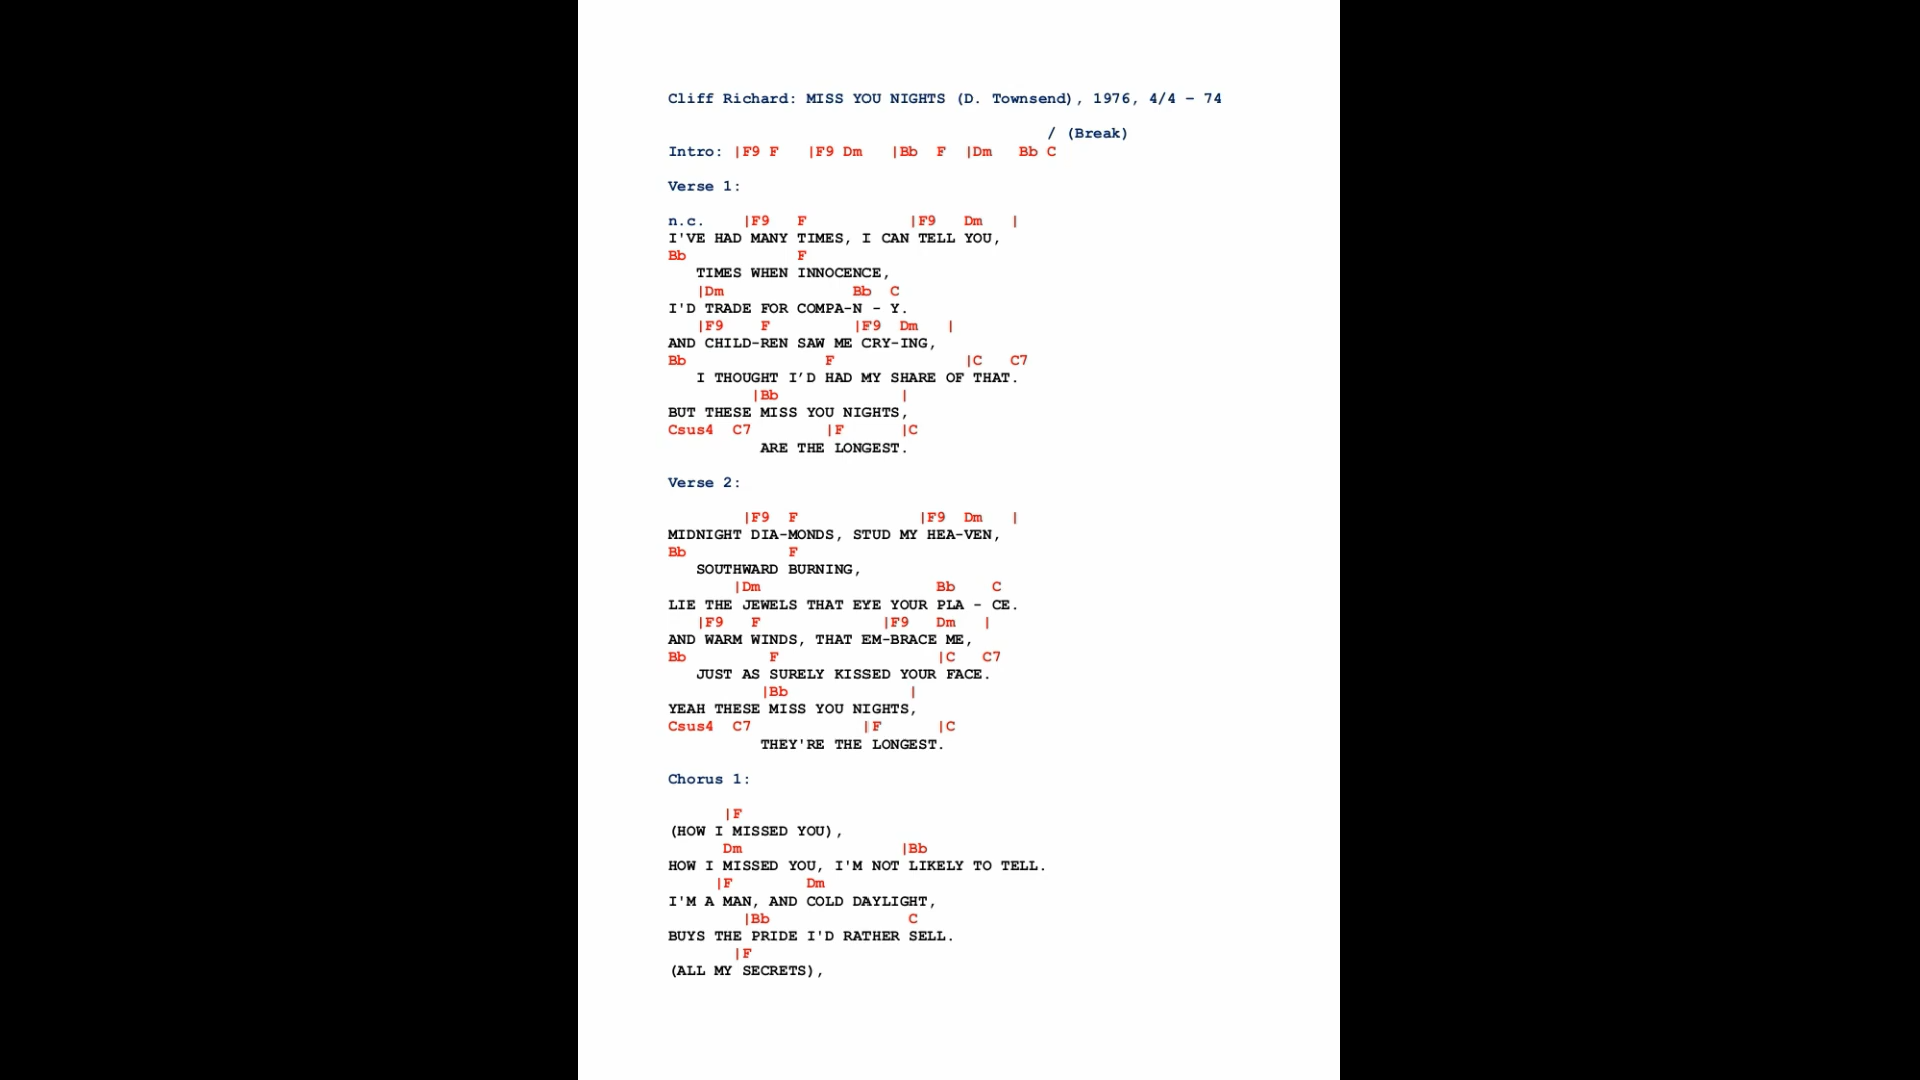 Cliff Richard: MISS YOU NIGHTS (D. Townsend), 1976, 4/4 – 74
/ (Break)
Intro: |F9 F |F9 Dm |Bb F |Dm Bb C
Verse 1:
n.c. |F9 F |F9 Dm |
I'VE HAD MANY TIMES, I CAN TELL YOU,
Bb F
TIMES WHEN INNOCENCE,
|Dm Bb C
I'D TRADE FOR COMPA-N - Y.
|F9 F |F9 Dm |
AND CHILD-REN SAW ME CRY-ING,
Bb F |C C7
I THOUGHT I’D HAD MY SHARE OF THAT.
|Bb |
BUT THESE MISS YOU NIGHTS,
Csus4 C7 |F |C
ARE THE LONGEST.
Verse 2:
|F9 F |F9 Dm |
MIDNIGHT DIA-MONDS, STUD MY HEA-VEN,
Bb F
SOUTHWARD BURNING,
|Dm Bb C
LIE THE JEWELS THAT EYE YOUR PLA - CE.
|F9 F |F9 Dm |
AND WARM WINDS, THAT EM-BRACE ME,
Bb F |C C7
JUST AS SURELY KISSED YOUR FACE.
|Bb |
YEAH THESE MISS YOU NIGHTS,
Csus4 C7 |F |C
THEY'RE THE LONGEST.
Chorus 1:
|F
(HOW I MISSED YOU),
Dm |Bb
HOW I MISSED YOU, I'M NOT LIKELY TO TELL.
|F Dm
I'M A MAN, AND COLD DAYLIGHT,
|Bb C
BUYS THE PRIDE I'D RATHER SELL.
|F
(ALL MY SECRETS),